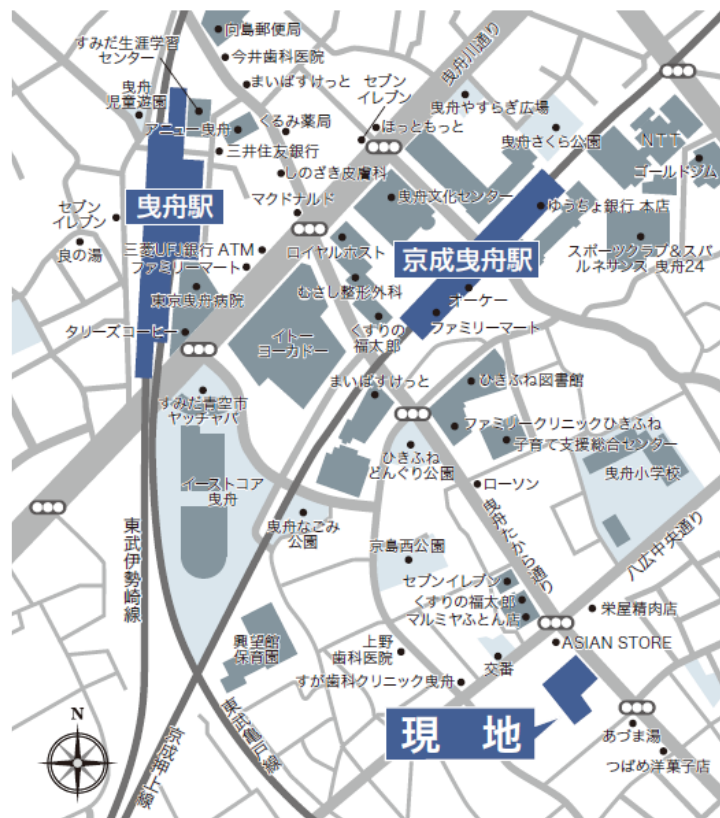 向島郵便局
すみだ生涯学習
センター
今井歯科医院
まいばすけっと
曳舟川通り
セブン
イレブン
曳舟
児童遊園
曳舟やすらぎ広場
アニュー曳舟
くるみ薬局
ほっともっと
曳舟さくら公園
NTT
三井住友銀行
ゴールドジム
しのざき皮膚科
曳舟駅
マクドナルド
曳舟文化センター
ゆうちょ銀行 本店
セブン
イレブン
良の湯
三菱UFJ銀行 ATM
ファミリーマート
ロイヤルホスト
京成曳舟駅
スポーツクラブ&スパ
ルネサンス 曳舟24
東京曳舟病院
むさし整形外科
オーケー
ファミリーマート
タリーズコーヒー
イトー
ヨーカドー
くすりの
福太郎
まいばすけっと
ひきふね図書館
すみだ青空市
ヤッチャバ
ファミリークリニックひきふね
子育て支援総合センター
ひきふね
どんぐり公園
曳舟小学校
イーストコア
曳舟
ローソン
曳舟なごみ
公園
曳舟たから通り
八広中央通り
東武伊勢崎線
京島西公園
セブンイレブン
くすりの福太郎
マルミヤふとん店
栄屋精肉店
興望館
保育園
上野
歯科医院
交番
ASIAN STORE
すが歯科クリニック曳舟
東武亀戸線
京成押上線
N
現 地
あづま湯
つばめ洋菓子店